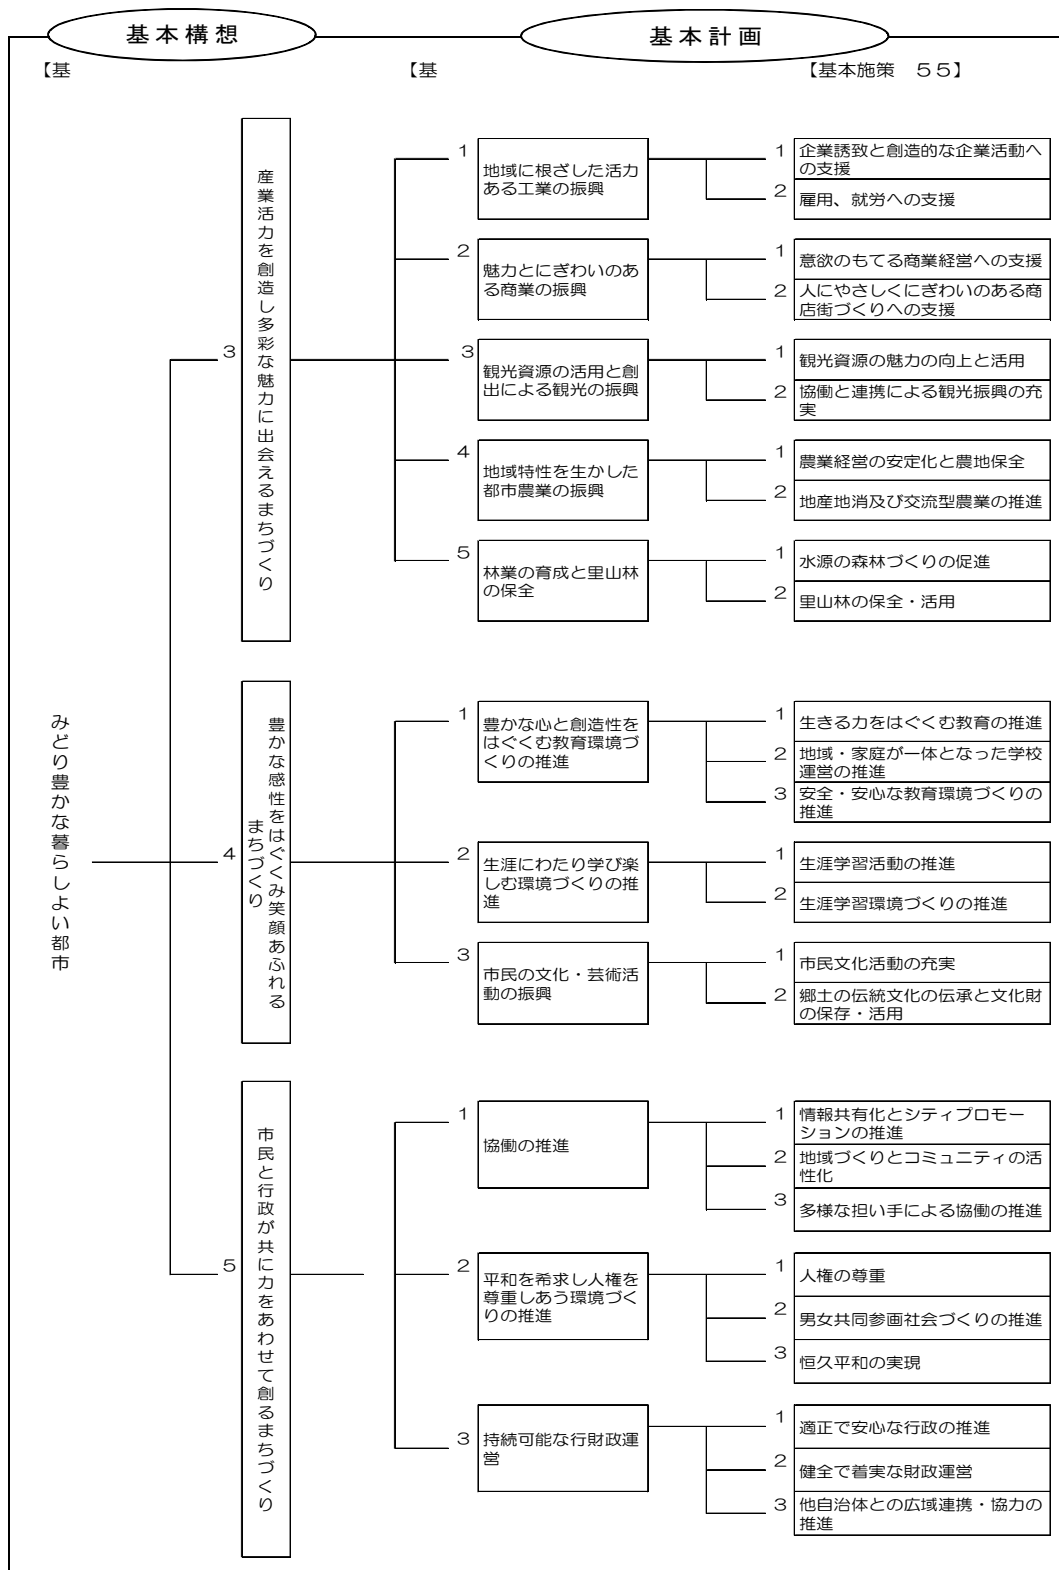 基本構想
基本計画
【基
【基
【基本施策 ５５】
みどり豊かな暮らしよい都市
3
産業活力を創造し多彩な魅力に出会えるまちづくり
1
地域に根ざした活力
ある工業の振興
1
企業誘致と創造的な企業活動へ
の支援
2
雇用、就労への支援
2
魅力とにぎわいのあ
る商業の振興
1
意欲のもてる商業経営への支援
2
人にやさしくにぎわいのある商
店街づくりへの支援
3
観光資源の活用と創
出による観光の振興
1
観光資源の魅力の向上と活用
2
協働と連携による観光振興の充
実
4
地域特性を生かした
都市農業の振興
1
農業経営の安定化と農地保全
2
地産地消及び交流型農業の推進
5
林業の育成と里山林
の保全
1
水源の森林づくりの促進
2
里山林の保全・活用
4
豊かな感性をはぐくみ笑顔あふれる
まちづくり
1
豊かな心と創造性を
はぐくむ教育環境づ
くりの推進
1
生きる力をはぐくむ教育の推進
2
地域・家庭が一体となった学校
運営の推進
3
安全・安心な教育環境づくりの
推進
2
生涯にわたり学び楽
しむ環境づくりの推
進
1
生涯学習活動の推進
2
生涯学習環境づくりの推進
3
市民の文化・芸術活
動の振興
1
市民文化活動の充実
2
郷土の伝統文化の伝承と文化財
の保存・活用
5
市民と行政が共に力をあわせて創るまちづくり
1
協働の推進
1
情報共有化とシティプロモー
ションの推進
2
地域づくりとコミュニティの活
性化
3
多様な担い手による協働の推進
2
平和を希求し人権を
尊重しあう環境づく
りの推進
1
人権の尊重
2
男女共同参画社会づくりの推進
3
恒久平和の実現
3
持続可能な行財政運
営
1
適正で安心な行政の推進
2
健全で着実な財政運営
3
他自治体との広域連携・協力の
推進